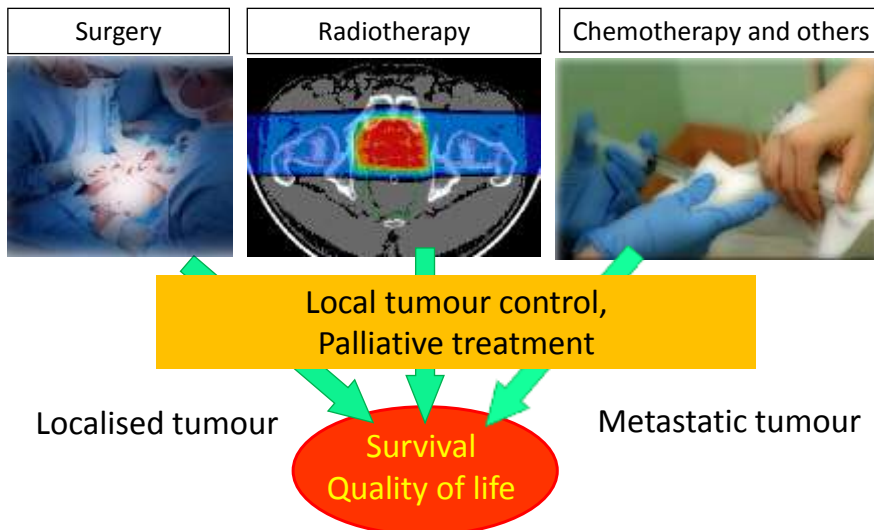 Surgery
Radiotherapy
Chemotherapy and others
Local tumour control,
Palliative treatment
Localised tumour
Metastatic tumour
Survival
Quality of life